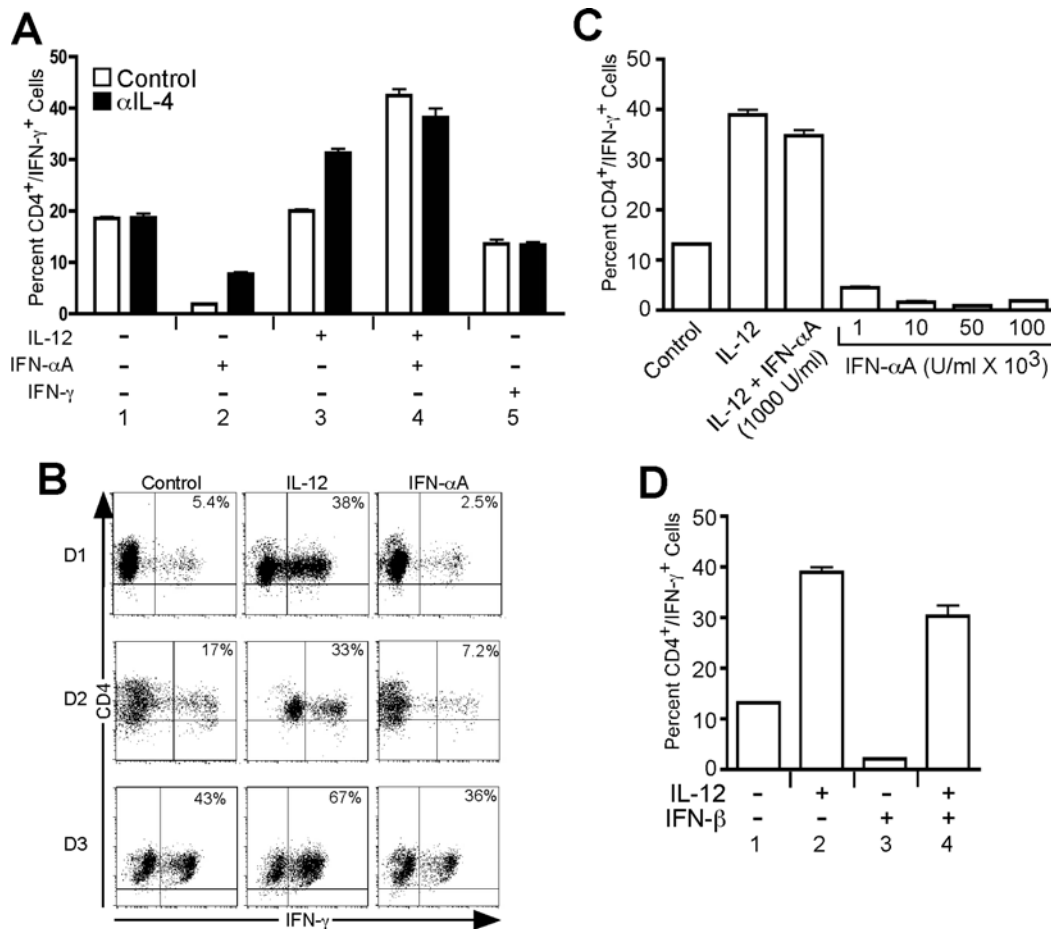 A
Percent CD4+/IFN-γ+ Cells
50
40
30
20
10
0
Control
αIL-4
IL-12 - - + + -
IFN-αA - + - + -
IFN-γ - - - - +
1 2 3 4 5
B
Control IL-12 IFN-αA
D1 5.4% 38% 2.5%
D2 17% 33% 7.2%
D3 43% 67% 36%
CD4
IFN-γ
C
Percent CD4+/IFN-γ+ Cells
50
40
30
20
10
0
Control
IL-12
IL-12 + IFN-αA
(1000 U/ml)
1 10 50 100
IFN-αA (U/ml X 10³)
D
Percent CD4+/IFN-γ+ Cells
50
40
30
20
10
0
IL-12 - + - +
IFN-β - - + +
1 2 3 4